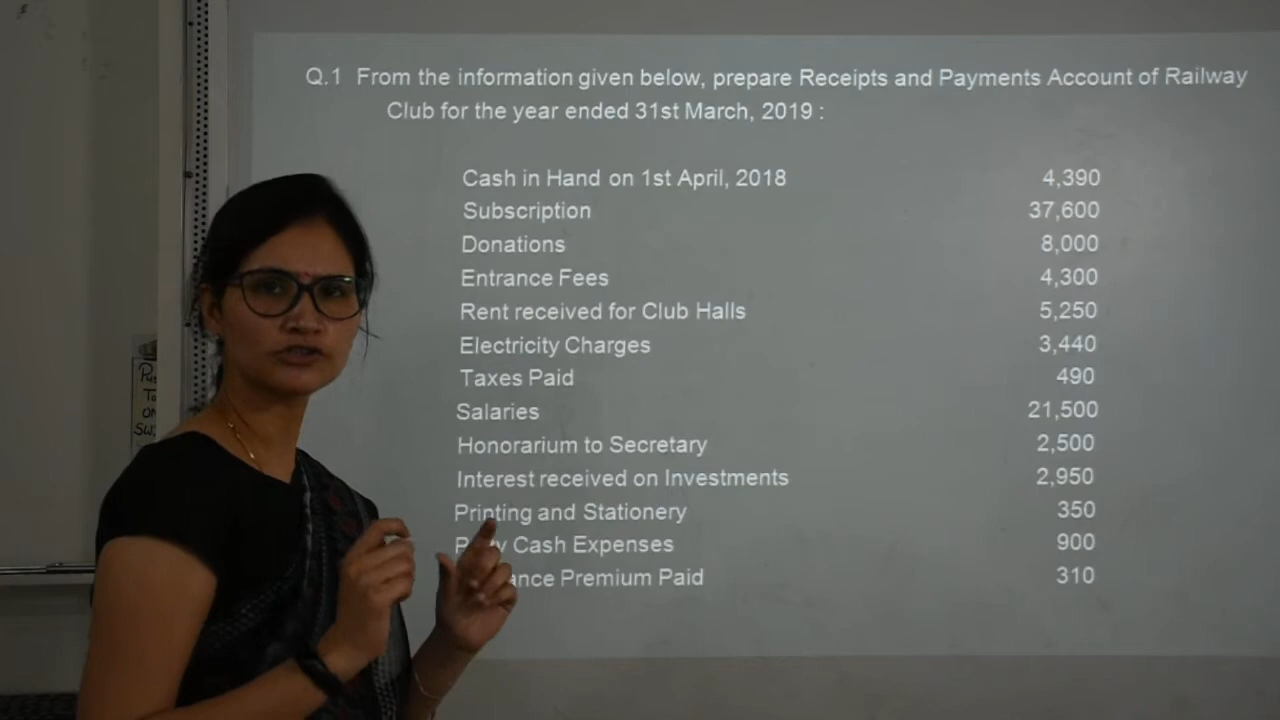 Q.1 From the information given below, prepare Receipts and Payments Account of Railway
Club for the year ended 31st March, 2019 :
Cash in Hand on 1st April, 2018 4,390
Subscription 37,600
Donations 8,000
Entrance Fees 4,300
Rent received for Club Halls 5,250
Electricity Charges 3,440
Taxes Paid 490
Salaries 21,500
Honorarium to Secretary 2,500
Interest received on Investments 2,950
Printing and Stationery 350
Cash Expenses 900
Premium Paid 310
ON